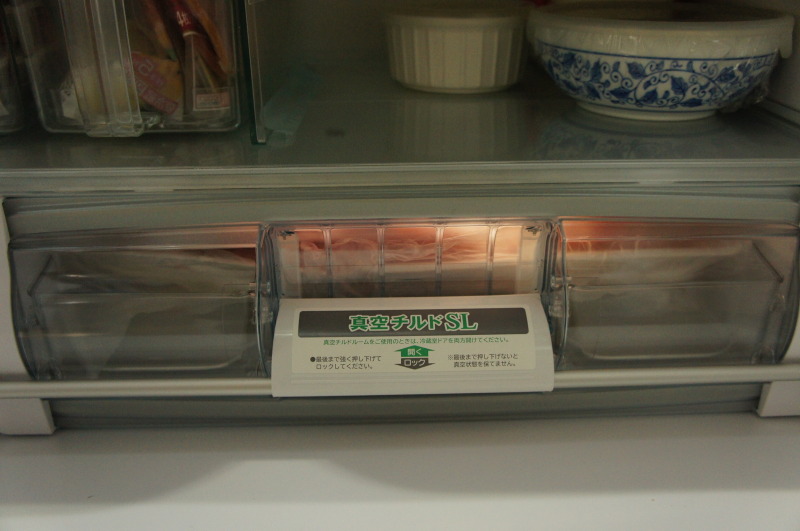 真空チルドSL
真空チルドルームをご使用のときは、冷蔵室ドアを両方開けてください。
●最後まで強く押し下げて
ロックしてください。
開く
ロック
※最後まで押し下げないと
真空状態を保てません。